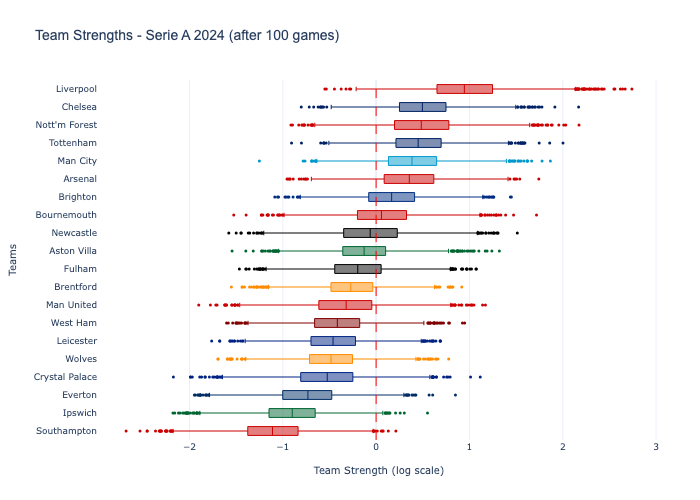 Team Strengths - Serie A 2024 (after 100 games)
Liverpool
Chelsea
Nott'm Forest
Tottenham
Man City
Arsenal
Brighton
Bournemouth
Newcastle
Aston Villa
Fulham
Brentford
Man United
West Ham
Leicester
Wolves
Crystal Palace
Everton
Ipswich
Southampton
Teams
−2
−1
0
1
2
3
Team Strength (log scale)